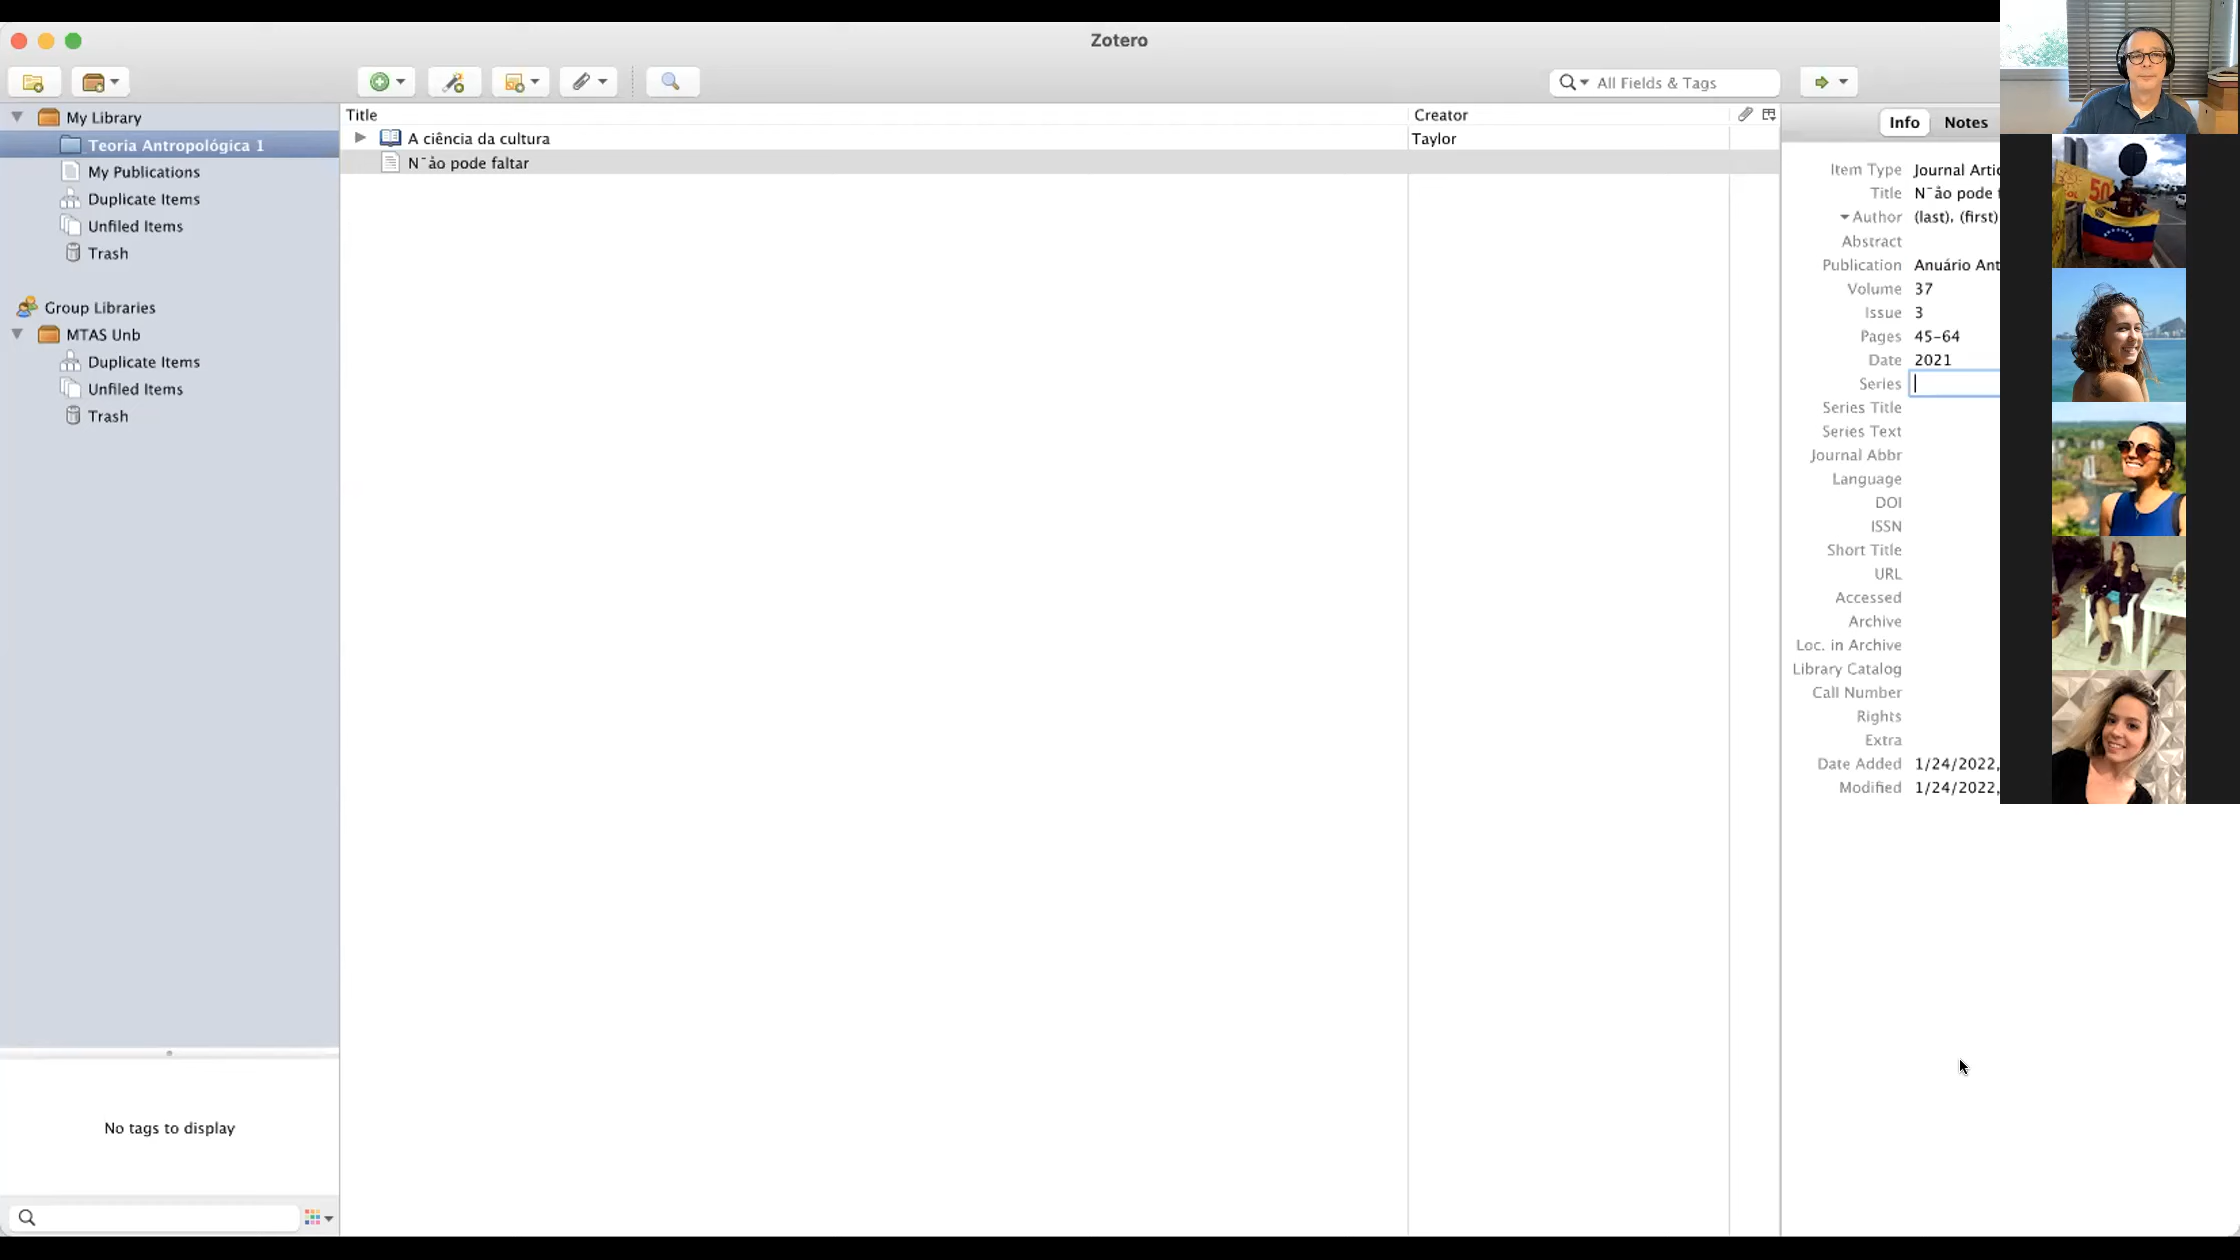 Zotero
All Fields & Tags
My Library
Teoria Antropológica 1
My Publications
Duplicate Items
Unfiled Items
Trash
Group Libraries
MTAS Unb
Duplicate Items
Unfiled Items
Trash
No tags to display
Title Creator
A ciência da cultura Taylor
N¯ảo pode faltar
Info Notes
Item Type Journal Artic
Title N¯ảo pode f
Author (last), (first)
Abstract
Publication Anuário Ant
Volume 37
Issue 3
Pages 45-64
Date 2021
Series
Series Title
Series Text
Journal Abbr
Language
DOI
ISSN
Short Title
URL
Accessed
Archive
Loc. in Archive
Library Catalog
Call Number
Rights
Extra
Date Added 1/24/2022,
Modified 1/24/2022,
50